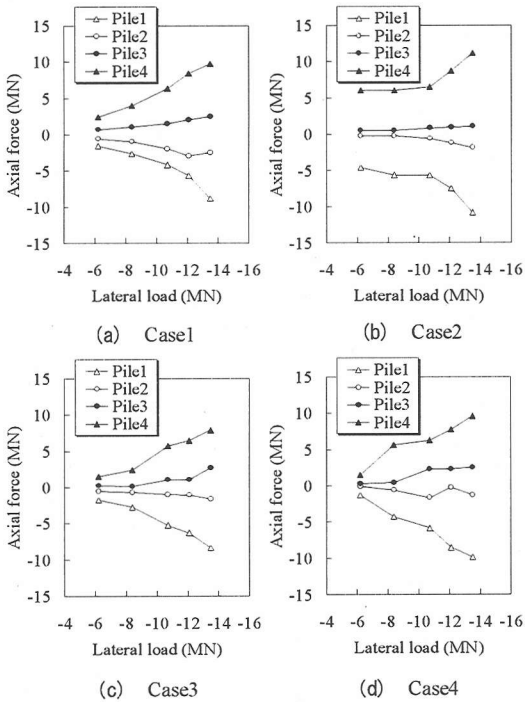 Pile1
Pile2
Pile3
Pile4
15
10
5
0
-5
-10
-15
Axial force (MN)
-4 -6 -8 -10 -12 -14 -16
Lateral load (MN)
(a) Case1
Pile1
Pile2
Pile3
Pile4
15
10
5
0
-5
-10
-15
Axial force (MN)
-4 -6 -8 -10 -12 -14 -16
Lateral load (MN)
(b) Case2
Pile1
Pile2
Pile3
Pile4
15
10
5
0
-5
-10
-15
Axial force (MN)
-4 -6 -8 -10 -12 -14 -16
Lateral load (MN)
(c) Case3
Pile1
Pile2
Pile3
Pile4
15
10
5
0
-5
-10
-15
Axial force (MN)
-4 -6 -8 -10 -12 -14 -16
Lateral load (MN)
(d) Case4